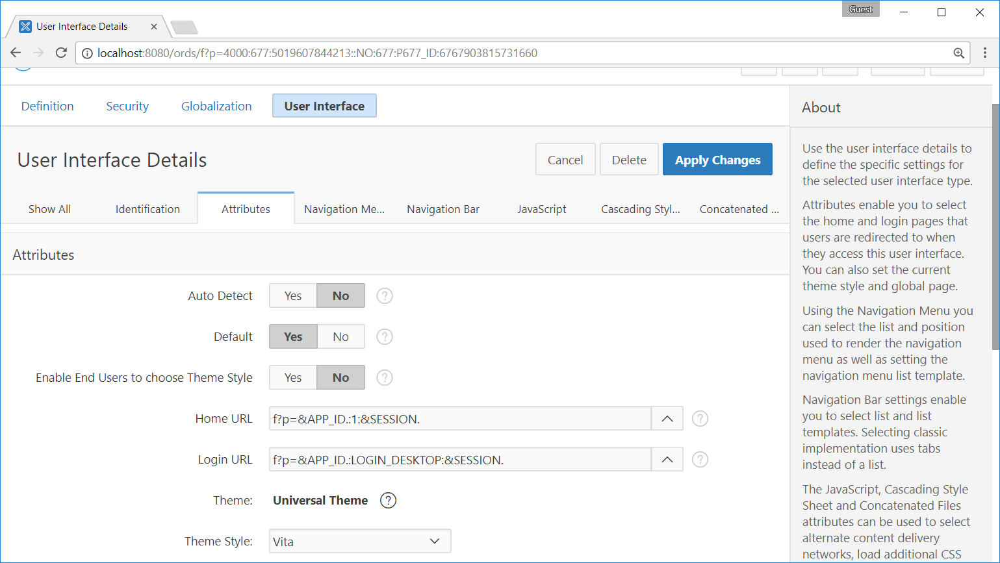 Guest
User Interface Details
localhost:8080/ords/f?p=4000:677:5019607844213::NO:677:P677_ID:6767903815731660
Definition
Security
Globalization
User Interface
User Interface Details
Cancel
Delete
Apply Changes
Show All
Identification
Attributes
Navigation Me...
Navigation Bar
JavaScript
Cascading Styl...
Concatenated ...
Attributes
Auto Detect
Yes
No
?
Default
Yes
No
?
Enable End Users to choose Theme Style
Yes
No
?
Home URL
f?p=&APP_ID.:1:&SESSION.
?
Login URL
f?p=&APP_ID.:LOGIN_DESKTOP:&SESSION.
?
Theme:
Universal Theme
?
Theme Style:
Vita
About
Use the user interface details to
define the specific settings for
the selected user interface type.
Attributes enable you to select
the home and login pages that
users are redirected to when
they access this user interface.
You can also set the current
theme style and global page.
Using the Navigation Menu you
can select the list and position
used to render the navigation
menu as well as setting the
navigation menu list template.
Navigation Bar settings enable
you to select list and list
templates. Selecting classic
implementation uses tabs
instead of a list.
The JavaScript, Cascading Style
Sheet and Concatenated Files
attributes can be used to select
alternate content delivery
networks, load additional CSS